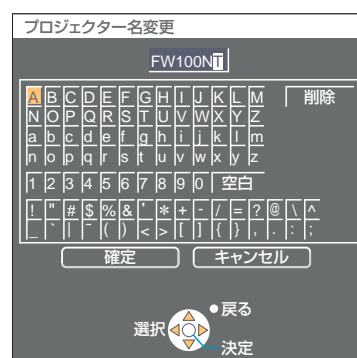 プロジェクター名変更
FW100NT
A B C D E F G H I J K L M 削除
N O P Q R S T U V W X Y Z
a b c d e f g h i j k l m
n o p q r s t u v w x y z
1 2 3 4 5 6 7 8 9 0 空白
! " # $ % & ' * + - / = ? @ \ ^
_ ` | ~ ( ) < > [ ] { } , . : ;
確定 キャンセル
戻る
選択
決定